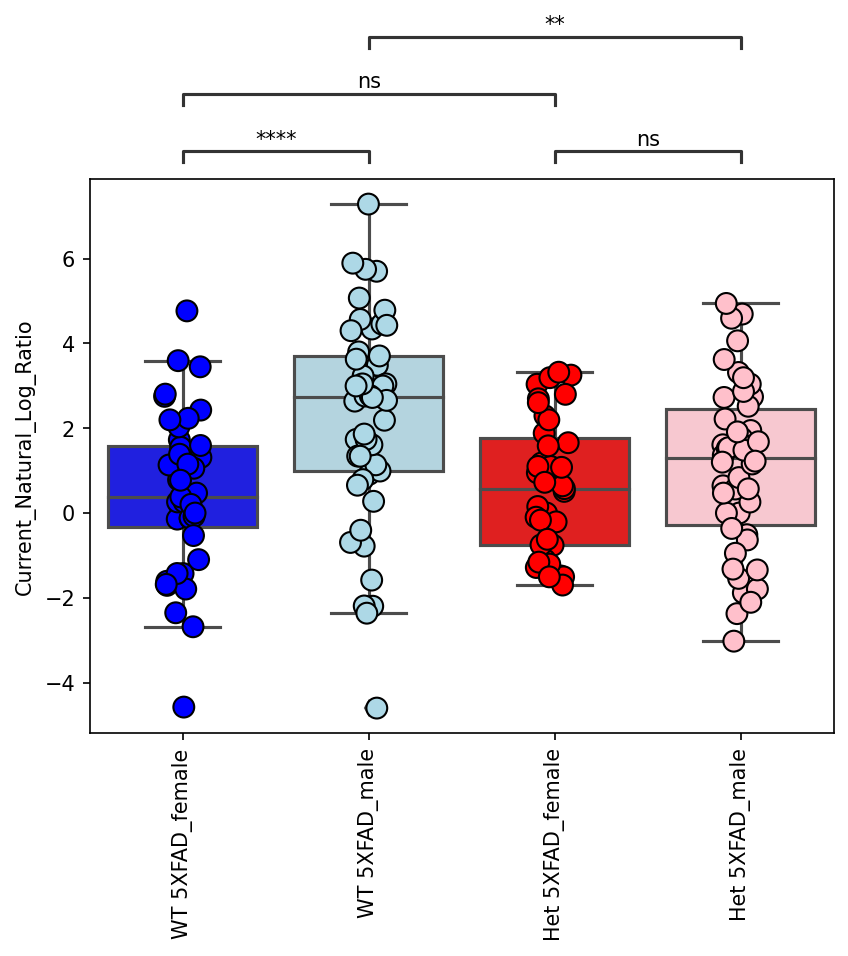 **
ns
****
ns
Current_Natural_Log_Ratio
6
4
2
0
−2
−4
WT 5XFAD_female
WT 5XFAD_male
Het 5XFAD_female
Het 5XFAD_male